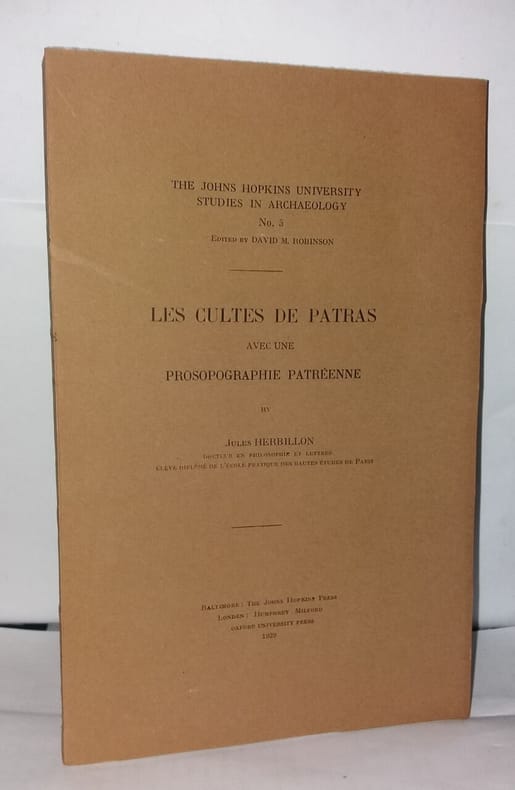 THE JOHNS HOPKINS UNIVERSITY
STUDIES IN ARCHAEOLOGY
No. 5
EDITED BY DAVID M. ROBINSON
LES CULTES DE PATRAS
AVEC UNE
PROSOPOGRAPHIE PATRÉENNE
BY
JULES HERBILLON
DOCTEUR EN PHILOSOPHIE ET LETTRES
ÉLÈVE DIPLÔMÉ DE L'ÉCOLE PRATIQUE DES HAUTES ÉTUDES DE PARIS
BALTIMORE: THE JOHNS HOPKINS PRESS
LONDON: HUMPHREY MILFORD
OXFORD UNIVERSITY PRESS
1929